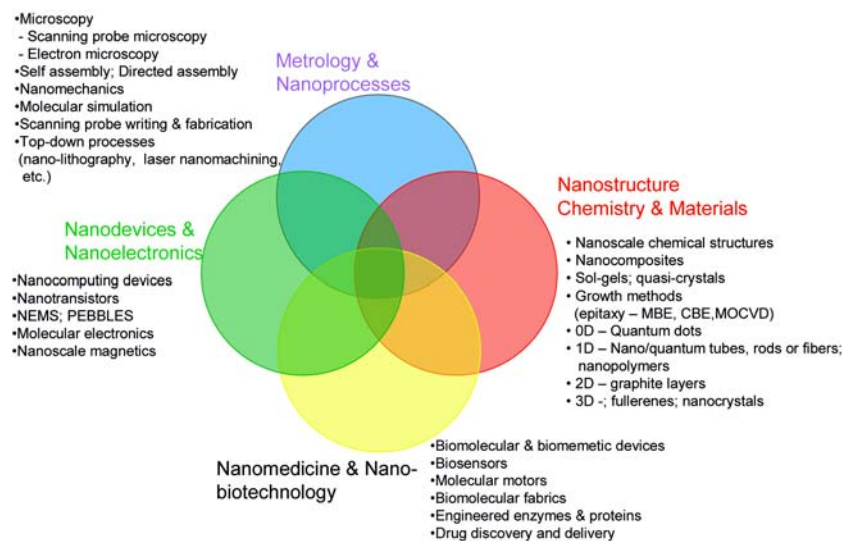 •Microscopy
- Scanning probe microscopy
- Electron microscopy
•Self assembly; Directed assembly
•Nanomechanics
•Molecular simulation
•Scanning probe writing & fabrication
•Top-down processes
(nano-lithography, laser nanomachining,
etc.)
Metrology &
Nanoprocesses
Nanostructure
Chemistry & Materials
• Nanoscale chemical structures
• Nanocomposites
• Sol-gels; quasi-crystals
• Growth methods
(epitaxy – MBE, CBE,MOCVD)
• 0D – Quantum dots
• 1D – Nano/quantum tubes, rods or fibers;
nanopolymers
• 2D – graphite layers
• 3D -; fullerenes; nanocrystals
Nanodevices &
Nanoelectronics
•Nanocomputing devices
•Nanotransistors
•NEMS; PEBBLES
•Molecular electronics
•Nanoscale magnetics
Nanomedicine & Nano-
biotechnology
•Biomolecular & biomemetic devices
•Biosensors
•Molecular motors
•Biomolecular fabrics
•Engineered enzymes & proteins
•Drug discovery and delivery